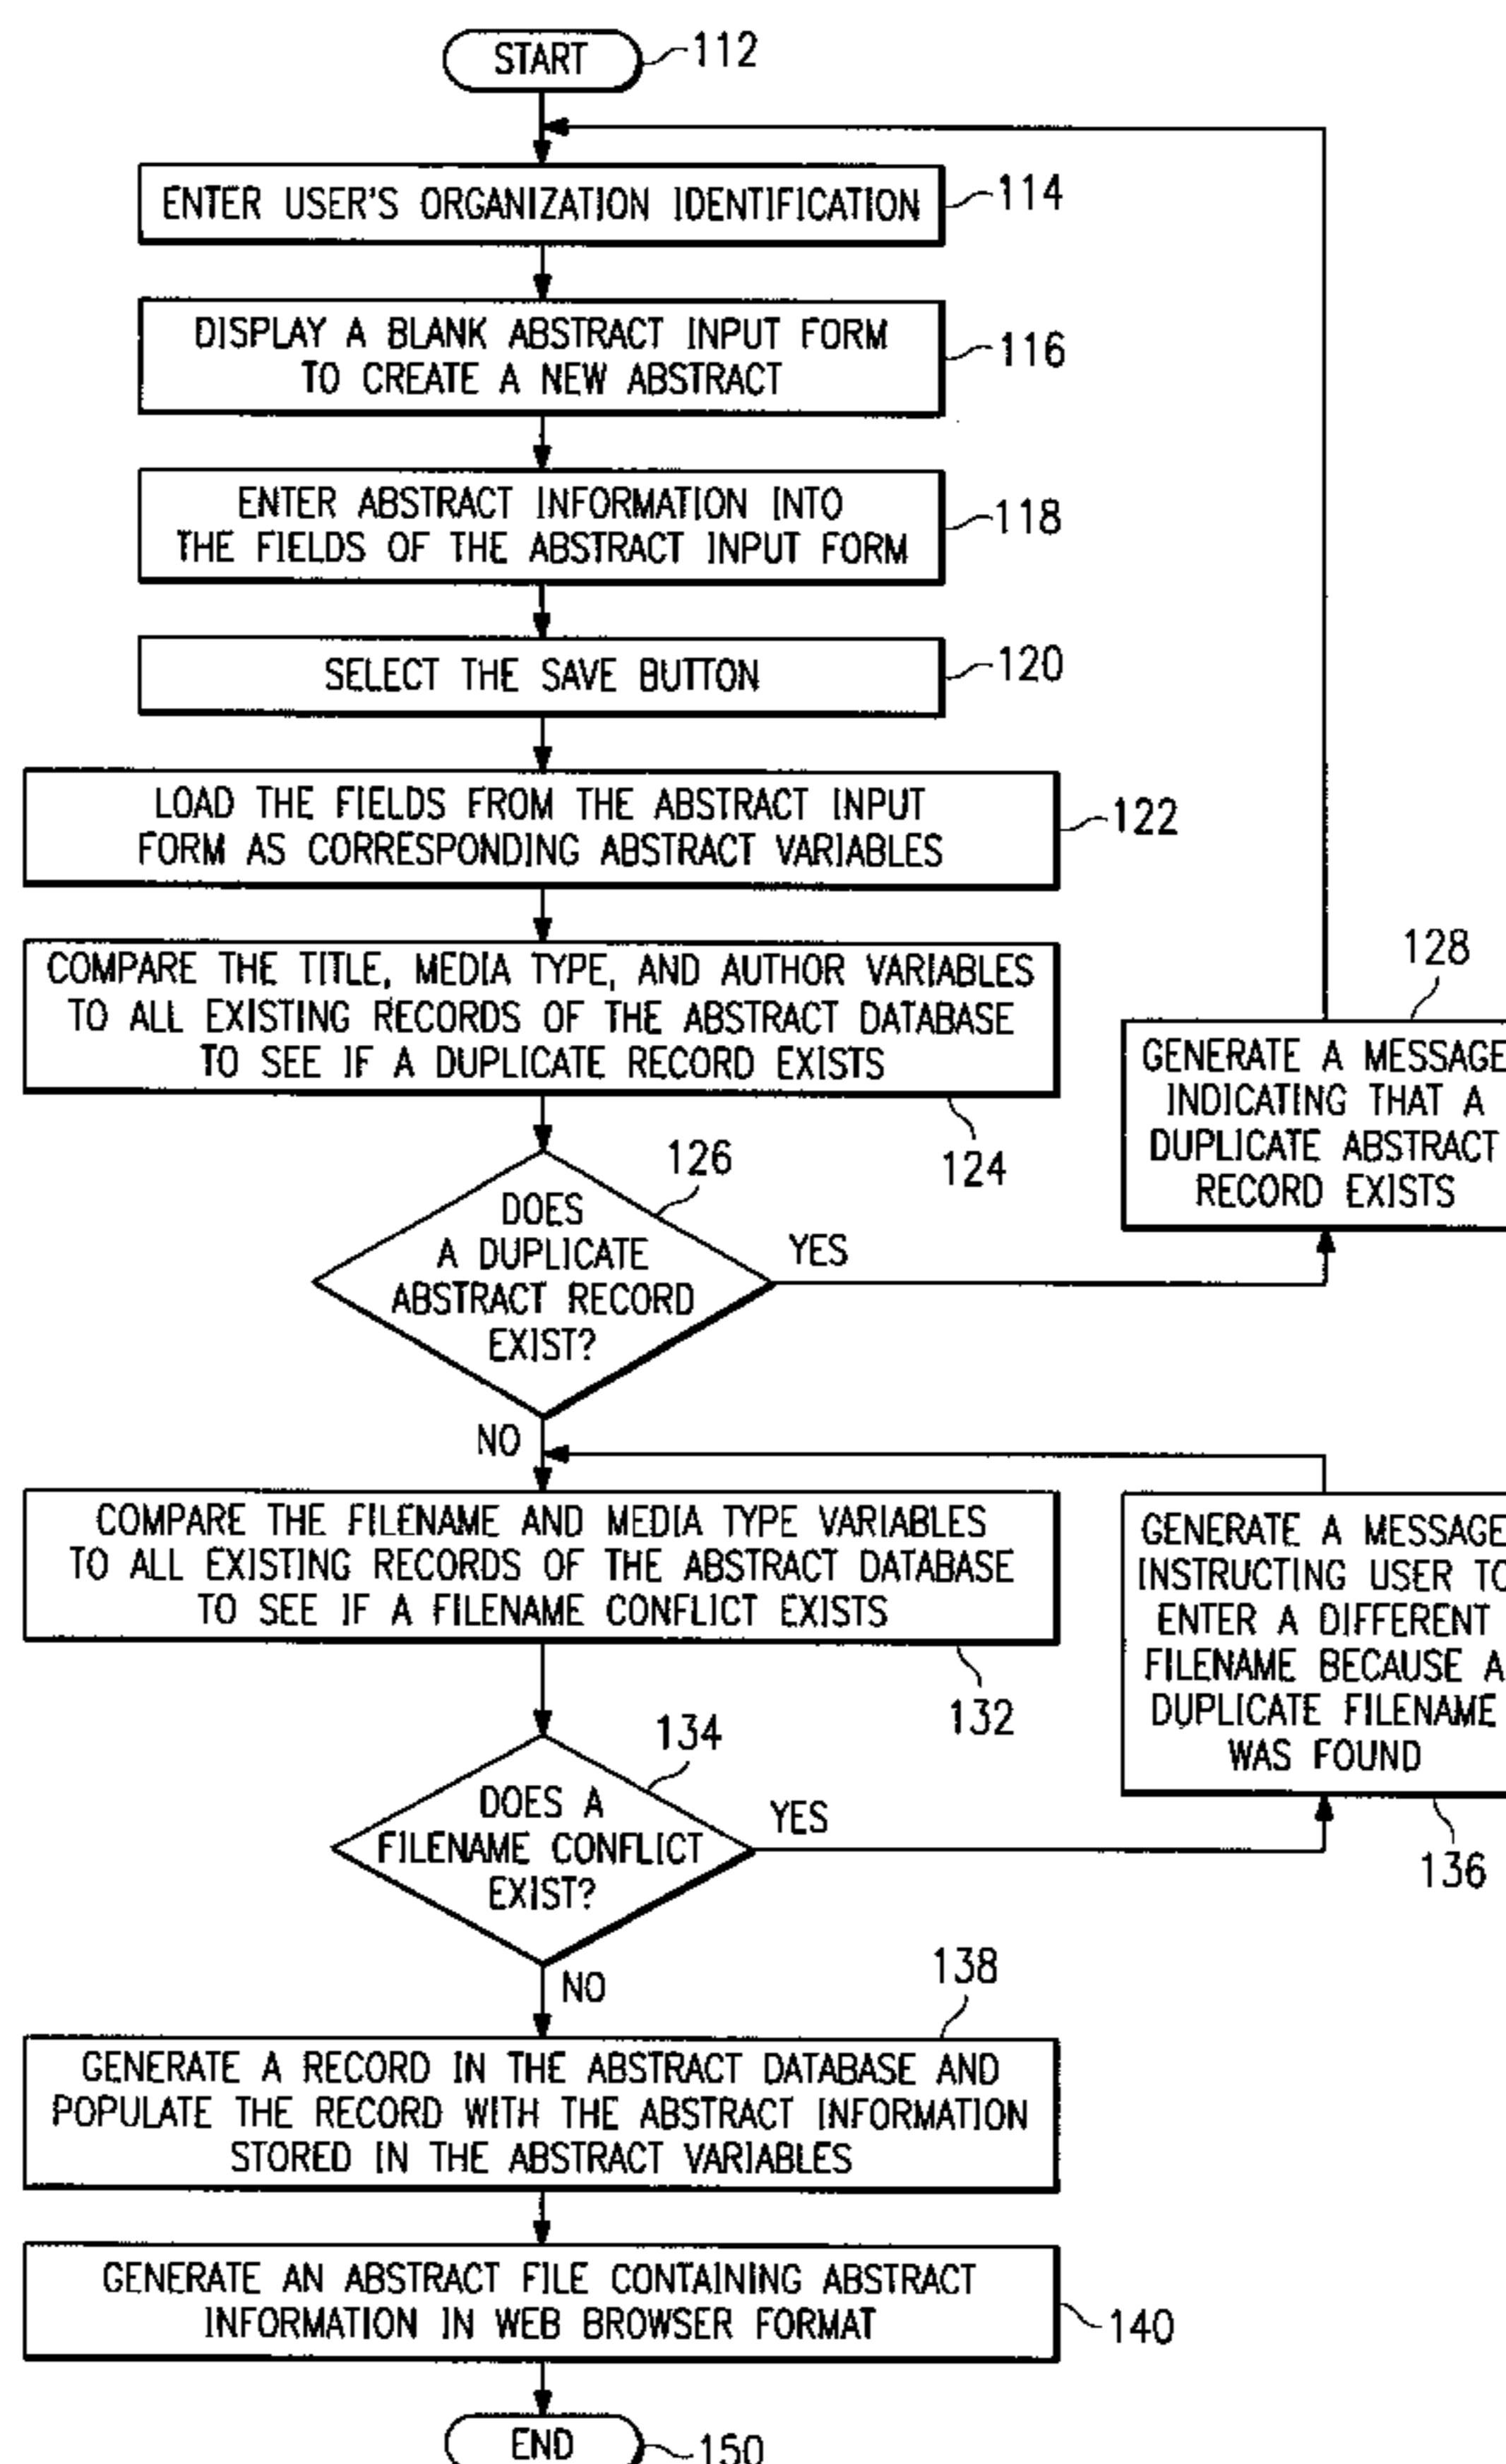 START
112
ENTER USER'S ORGANIZATION IDENTIFICATION
114
DISPLAY A BLANK ABSTRACT INPUT FORM
TO CREATE A NEW ABSTRACT
116
ENTER ABSTRACT INFORMATION INTO
THE FIELDS OF THE ABSTRACT INPUT FORM
118
SELECT THE SAVE BUTTON
120
LOAD THE FIELDS FROM THE ABSTRACT INPUT
FORM AS CORRESPONDING ABSTRACT VARIABLES
122
COMPARE THE TITLE, MEDIA TYPE, AND AUTHOR VARIABLES
TO ALL EXISTING RECORDS OF THE ABSTRACT DATABASE
TO SEE IF A DUPLICATE RECORD EXISTS
124
128
GENERATE A MESSAGE
INDICATING THAT A
DUPLICATE ABSTRACT
RECORD EXISTS
126
DOES
A DUPLICATE
ABSTRACT RECORD
EXIST?
YES
NO
COMPARE THE FILENAME AND MEDIA TYPE VARIABLES
TO ALL EXISTING RECORDS OF THE ABSTRACT DATABASE
TO SEE IF A FILENAME CONFLICT EXISTS
132
GENERATE A MESSAGE
INSTRUCTING USER TO
ENTER A DIFFERENT
FILENAME BECAUSE A
DUPLICATE FILENAME
WAS FOUND
136
134
DOES A
FILENAME CONFLICT
EXIST?
YES
NO
138
GENERATE A RECORD IN THE ABSTRACT DATABASE AND
POPULATE THE RECORD WITH THE ABSTRACT INFORMATION
STORED IN THE ABSTRACT VARIABLES
GENERATE AN ABSTRACT FILE CONTAINING ABSTRACT
INFORMATION IN WEB BROWSER FORMAT
140
END
150